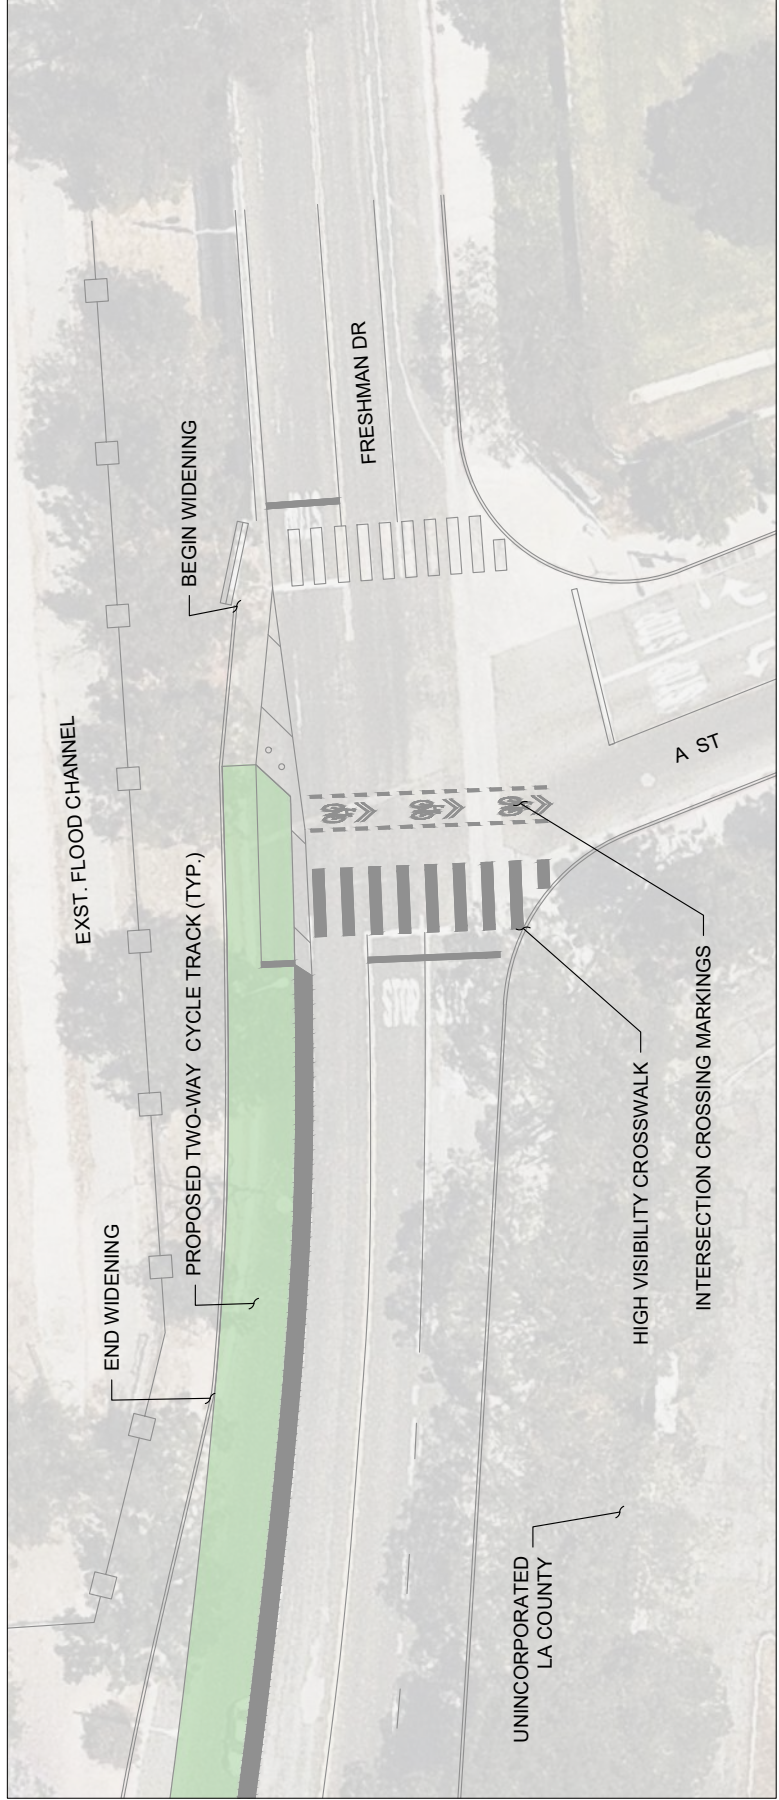 EXST. FLOOD CHANNEL
END WIDENING
PROPOSED TWO-WAY CYCLE TRACK (TYP.)
BEGIN WIDENING
FRESHMAN DR
STOP
A ST
UNINCORPORATED
LA COUNTY
HIGH VISIBILITY CROSSWALK
INTERSECTION CROSSING MARKINGS